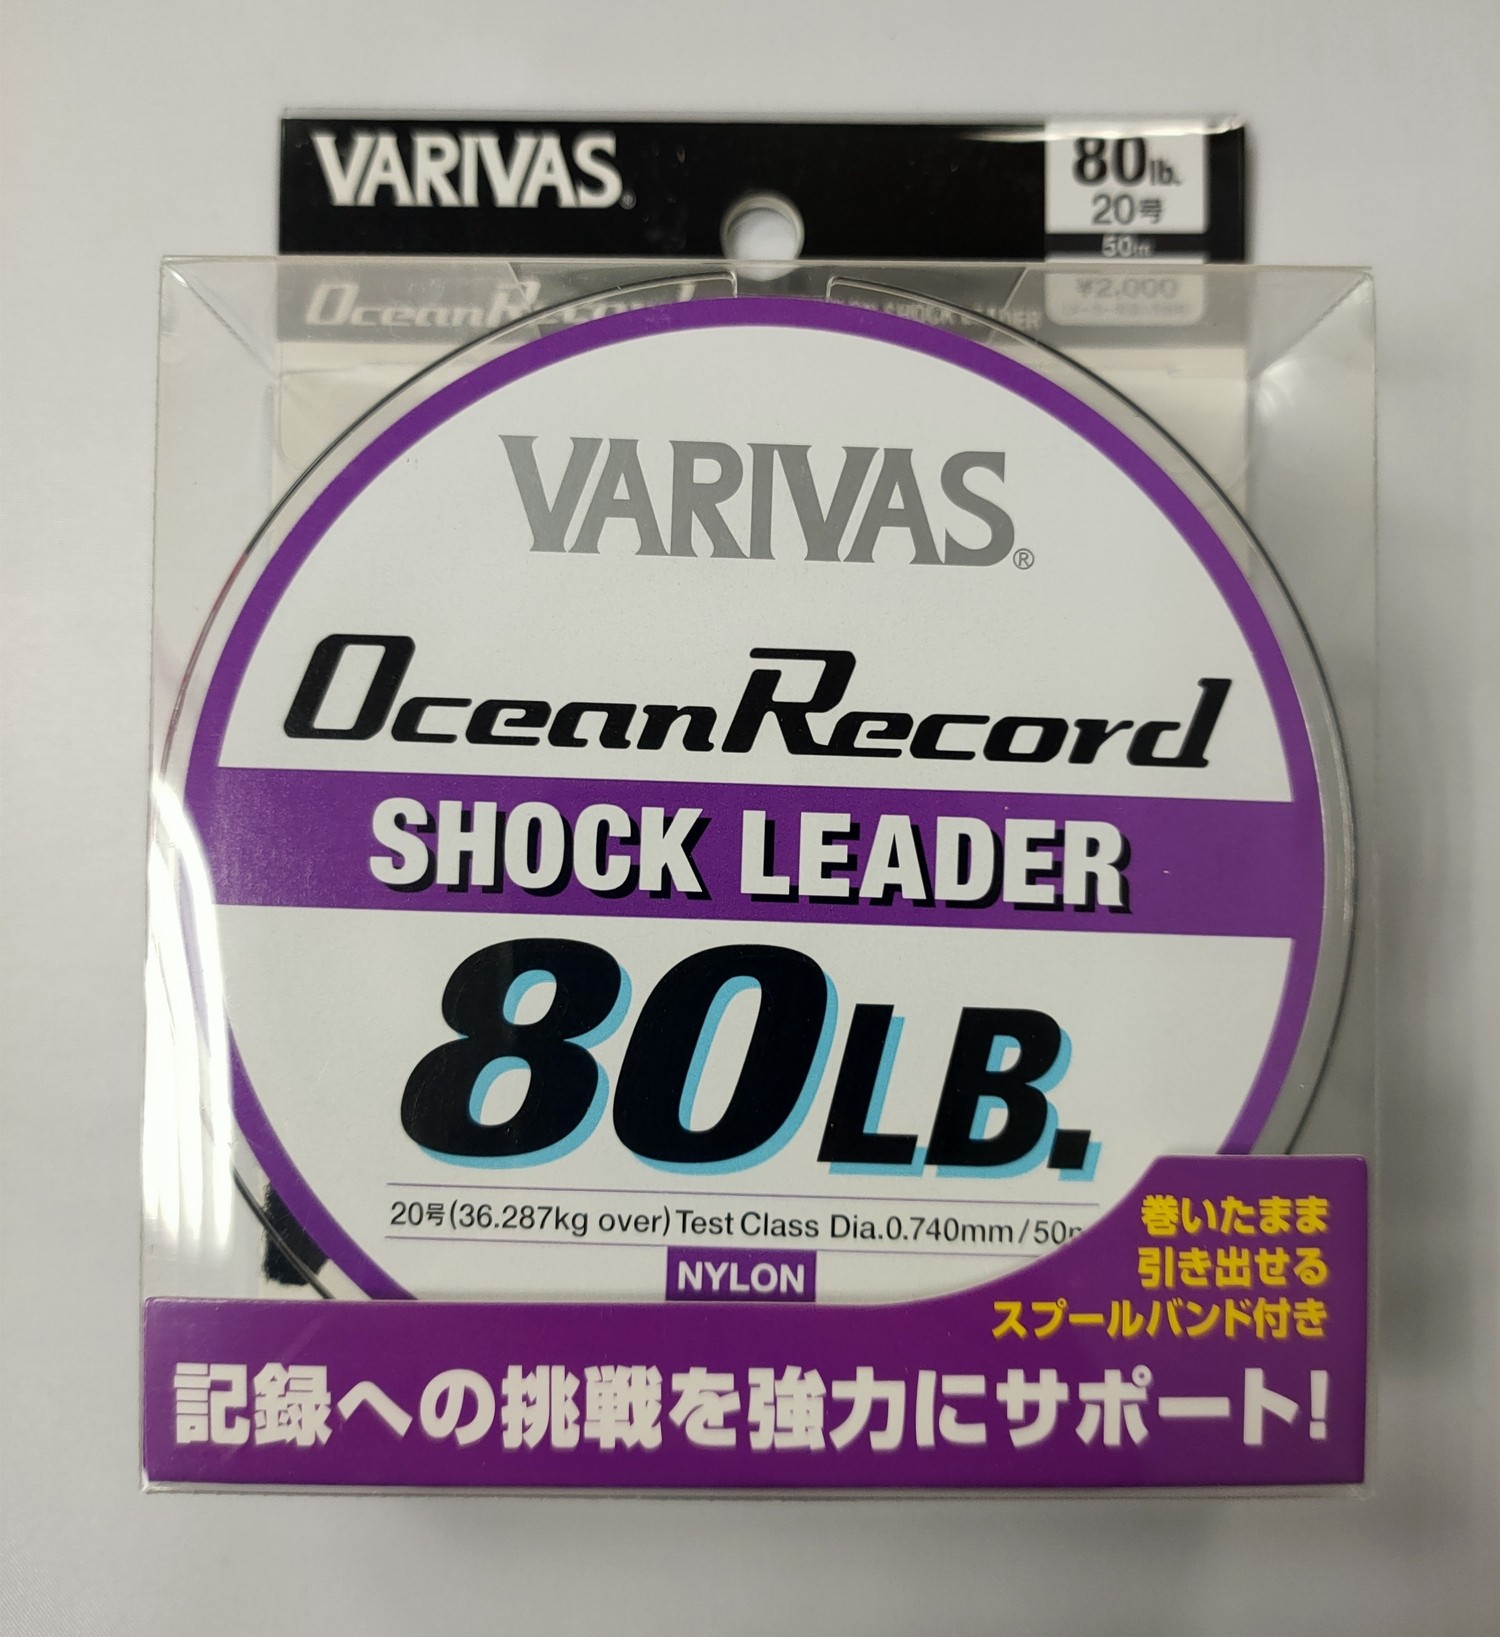 VARIVAS®
80lb.
20号
50m
OceanRecord
SHOCK LEADER
¥2,000
VARIVAS®
OceanRecord
SHOCK LEADER
80LB.
20号(36.287kg over) Test Class Dia.0.740mm/50
NYLON
巻いたまま
引き出せる
スプールバンド付き
記録への挑戦を強力にサポート!